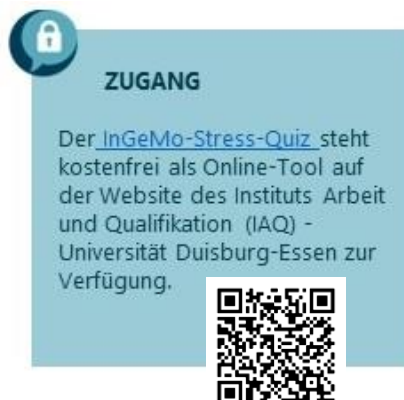 ZUGANG
Der InGeMo-Stress-Quiz steht
kostenfrei als Online-Tool auf
der Website des Instituts Arbeit
und Qualifikation (IAQ) -
Universität Duisburg-Essen zur
Verfügung.